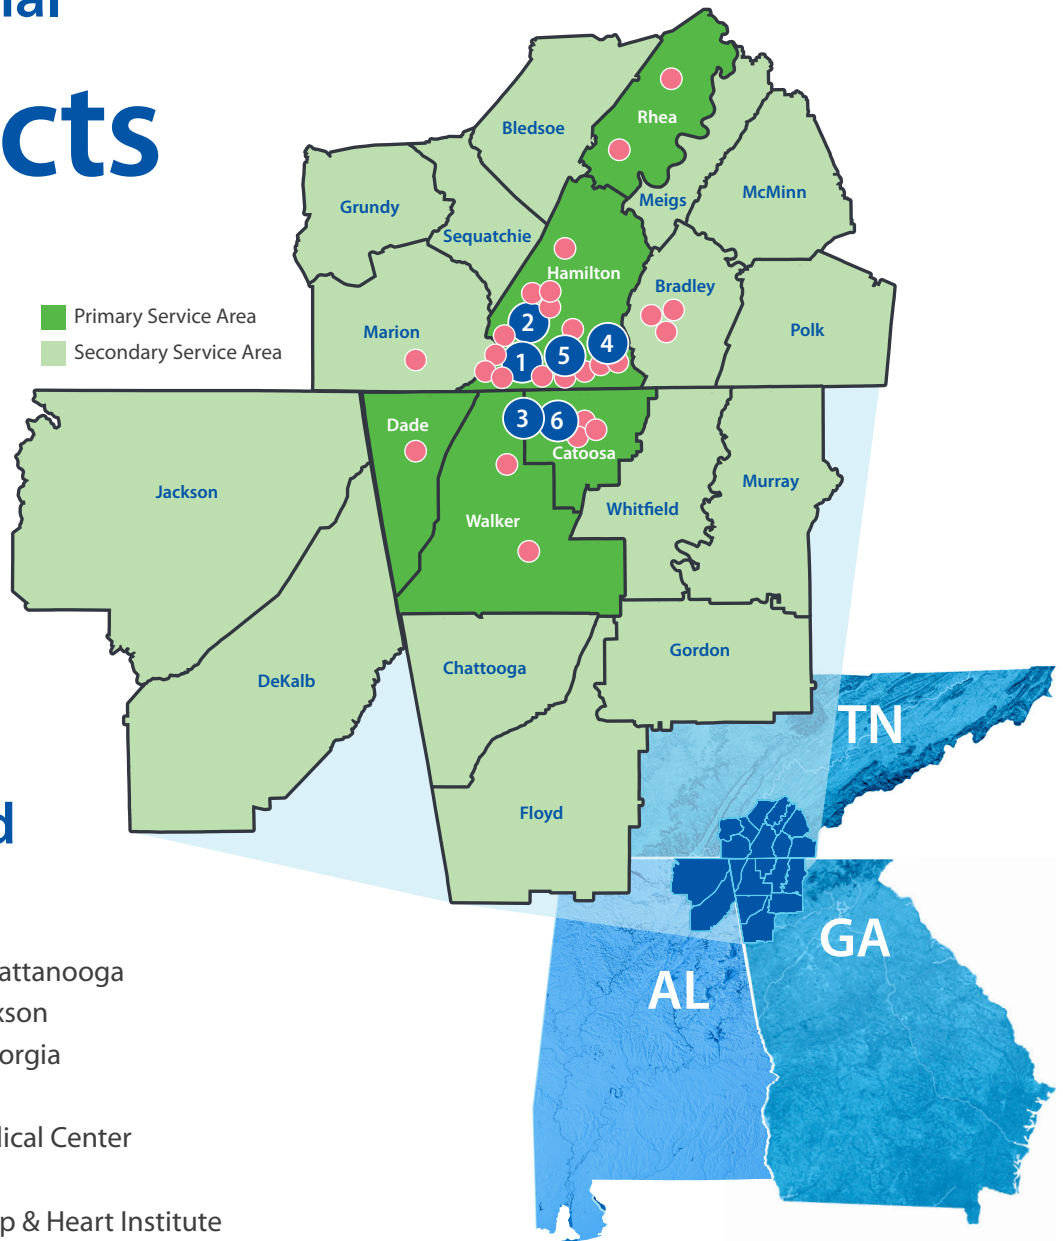 ial
cts
Rhea
Bledsoe
McMinn
Meigs
Grundy
Sequatchie
Hamilton
Bradley
Primary Service Area
2
Marion
Polk
4
Secondary Service Area
1
5
Dade
3
6
Catoosa
Jackson
Murray
Whitfield
Walker
Gordon
Chattooga
DeKalb
TN
Floyd
d
GA
attanooga
AL
xson
orgia
lical Center
p & Heart Institute